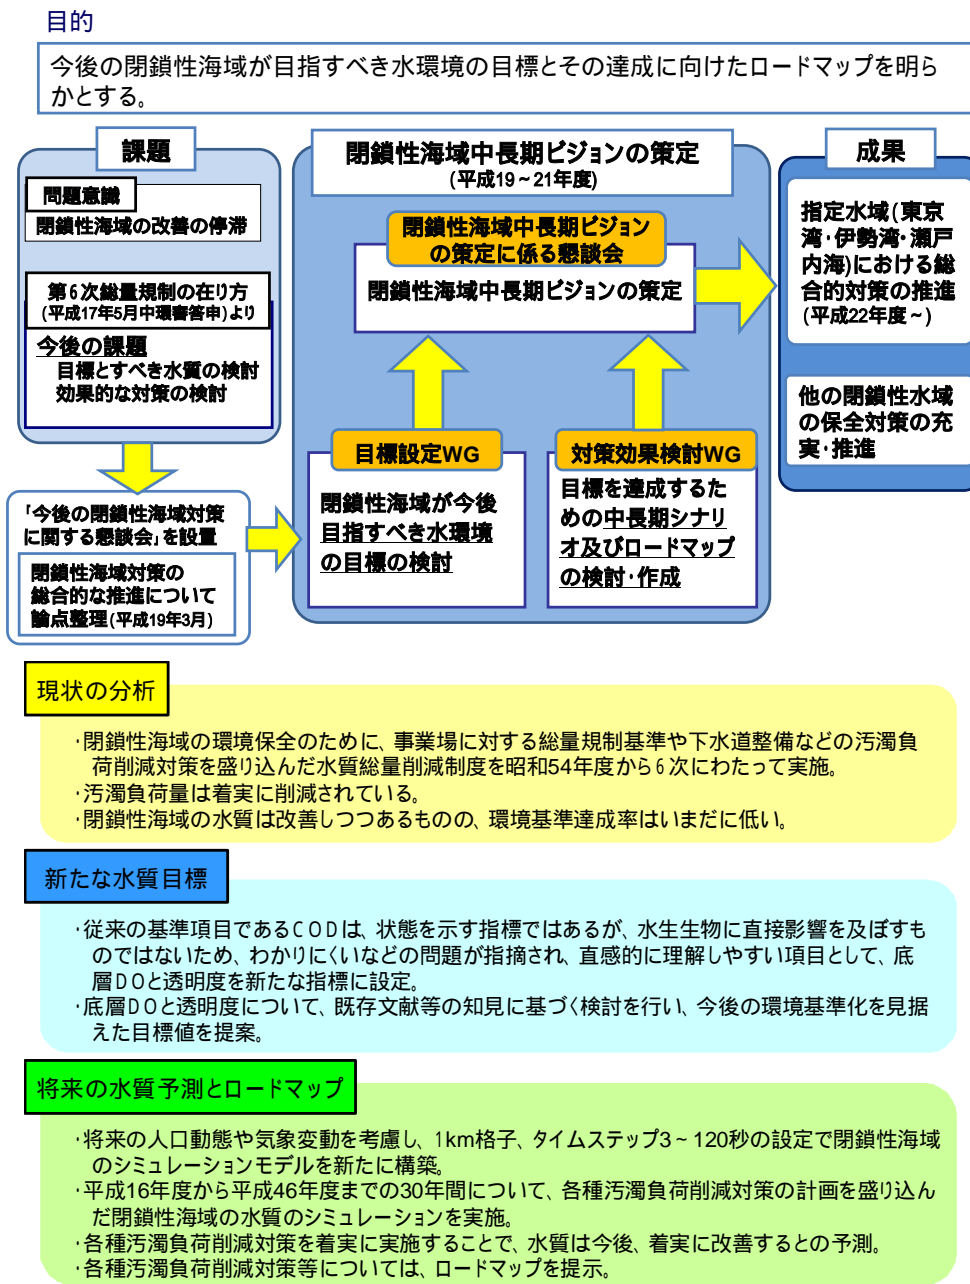 目的
今後の閉鎖性海域が目指すべき水環境の目標とその達成に向けたロードマップを明ら
かとする。
課題
問題意識
閉鎖性海域の改善の停滞
第6次総量規制の在り方
(平成17年5月中環審答申)より
今後の課題
目標とすべき水質の検討
効果的な対策の検討
「今後の閉鎖性海域対策
に関する懇談会」を設置
閉鎖性海域対策の
総合的な推進について
論点整理(平成19年3月)
閉鎖性海域中長期ビジョンの策定
(平成19~21年度)
閉鎖性海域中長期ビジョン
の策定に係る懇談会
閉鎖性海域中長期ビジョンの策定
目標設定WG
閉鎖性海域が今後
目指すべき水環境
の目標の検討
対策効果検討WG
目標を達成するた
めの中長期シナリ
オ及びロードマップ
の検討・作成
成果
指定水域(東京
湾・伊勢湾・瀬戸
内海)における総
合的対策の推進
(平成22年度~)
他の閉鎖性水域
の保全対策の充
実・推進
現状の分析
・閉鎖性海域の環境保全のために、事業場に対する総量規制基準や下水道整備などの汚濁負
荷削減対策を盛り込んだ水質総量削減制度を昭和54年度から6次にわたって実施。
・汚濁負荷量は着実に削減されている。
・閉鎖性海域の水質は改善しつつあるものの、環境基準達成率はいまだに低い。
新たな水質目標
・従来の基準項目であるCODは、状態を示す指標ではあるが、水生生物に直接影響を及ぼすも
のではないため、わかりにくいなどの問題が指摘され、直感的に理解しやすい項目として、底
層DOと透明度を新たな指標に設定。
・底層DOと透明度について、既存文献等の知見に基づく検討を行い、今後の環境基準化を見据
えた目標値を提案。
将来の水質予測とロードマップ
・将来の人口動態や気象変動を考慮し、1km格子、タイムステップ3~120秒の設定で閉鎖性海域
のシミュレーションモデルを新たに構築。
・平成16年度から平成46年度までの30年間について、各種汚濁負荷削減対策の計画を盛り込ん
だ閉鎖性海域の水質のシミュレーションを実施。
・各種汚濁負荷削減対策を着実に実施することで、水質は今後、着実に改善するとの予測。
・各種汚濁負荷削減対策等については、ロードマップを提示。